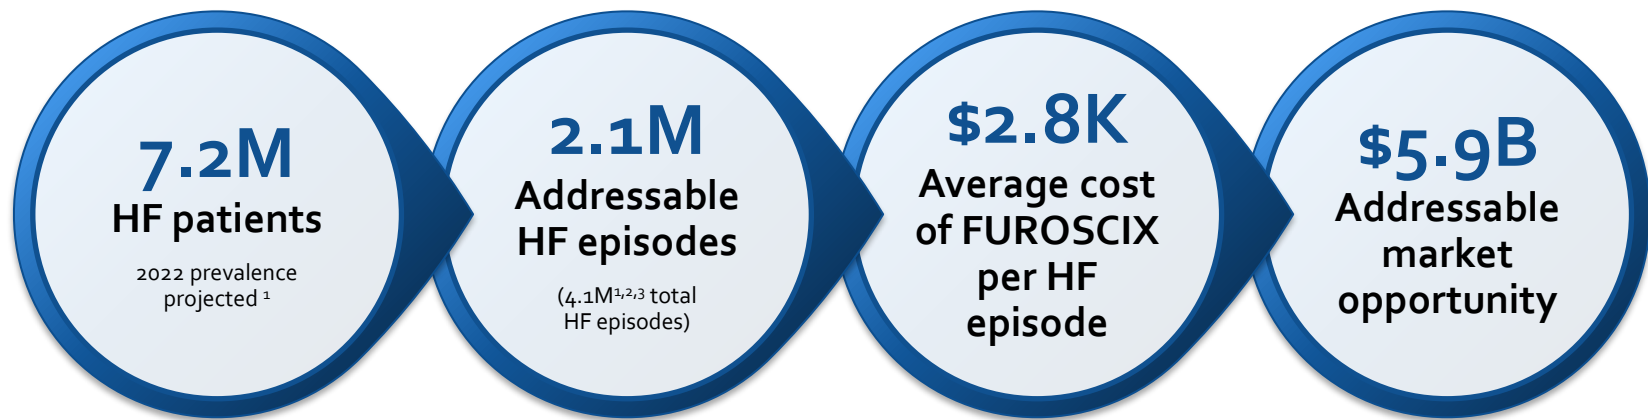 7.2M
HF patients
2022 prevalence
projected ¹
2.1M
Addressable
HF episodes
(4.1M¹,²,³ total
HF episodes)
$2.8K
Average cost
of FUROSCIX
per HF
episode
$5.9B
Addressable
market
opportunity